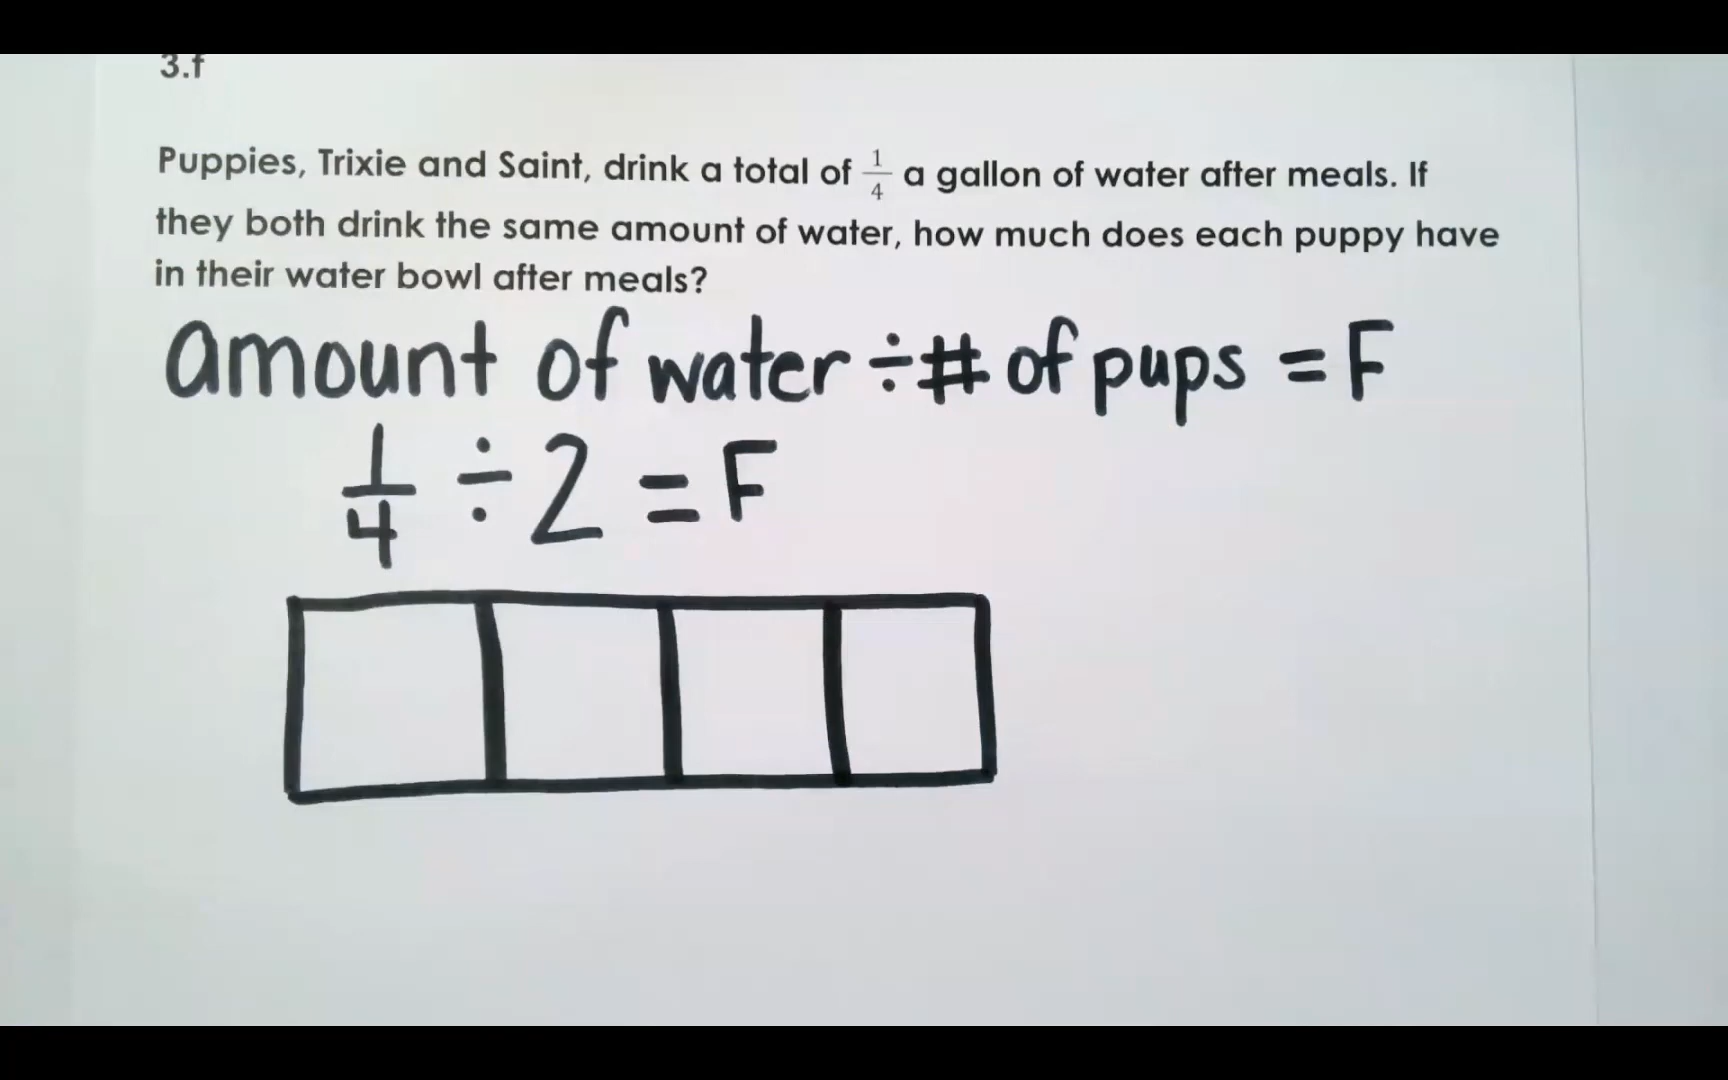 3.f
Puppies, Trixie and Saint, drink a total of 1/4 a gallon of water after meals. If
they both drink the same amount of water, how much does each puppy have
in their water bowl after meals?
amount of water ÷ # of pups = F
1/4 ÷ 2 = F